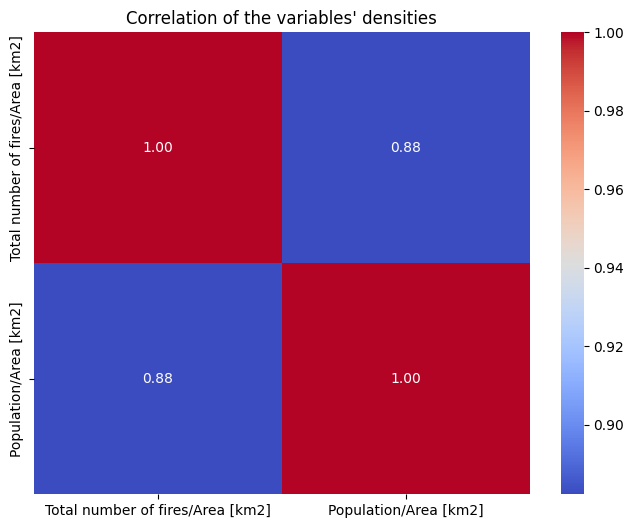 Correlation of the variables' densities
Total number of fires/Area [km2]
Population/Area [km2]
1.00
0.88
0.88
1.00
Total number of fires/Area [km2]
Population/Area [km2]
1.00
0.98
0.96
0.94
0.92
0.90